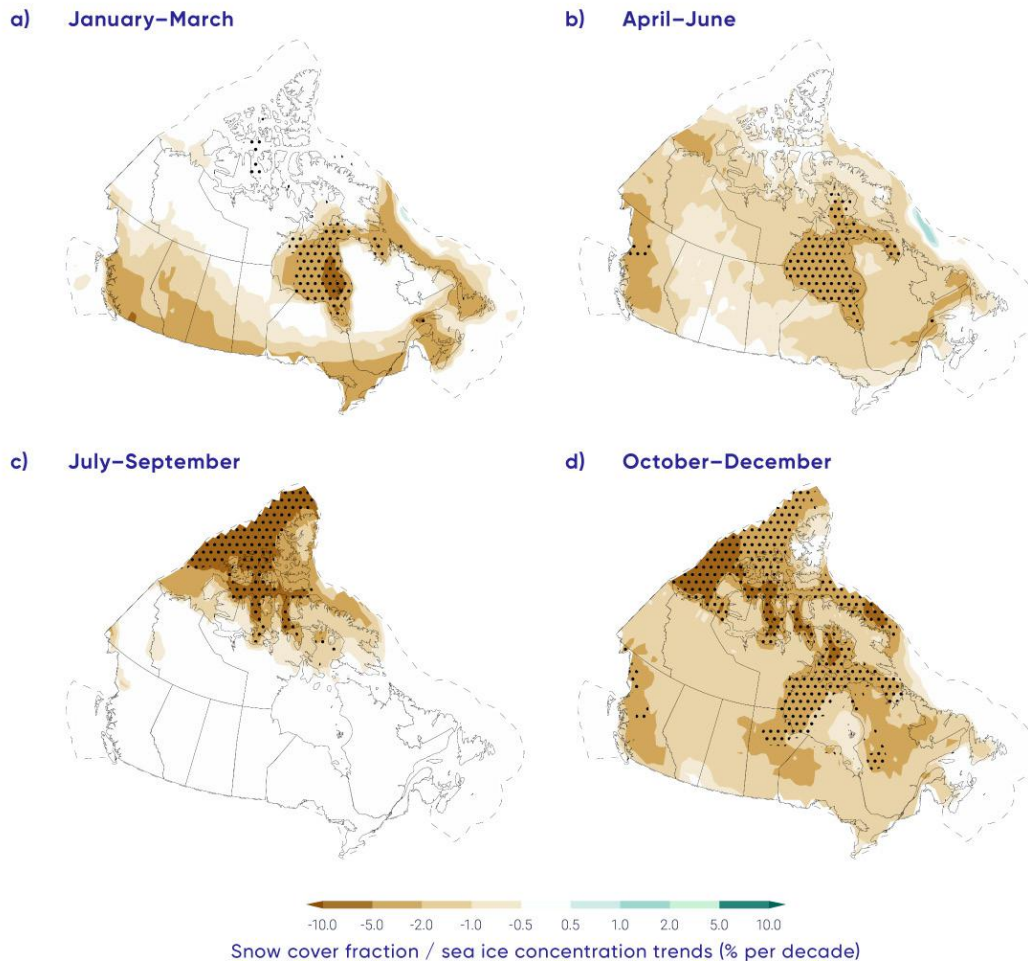 a) January–March
b) April–June
c) July–September
d) October–December
-10.0 -5.0 -2.0 -1.0 -0.5 0.5 1.0 2.0 5.0 10.0
Snow cover fraction / sea ice concentration trends (% per decade)